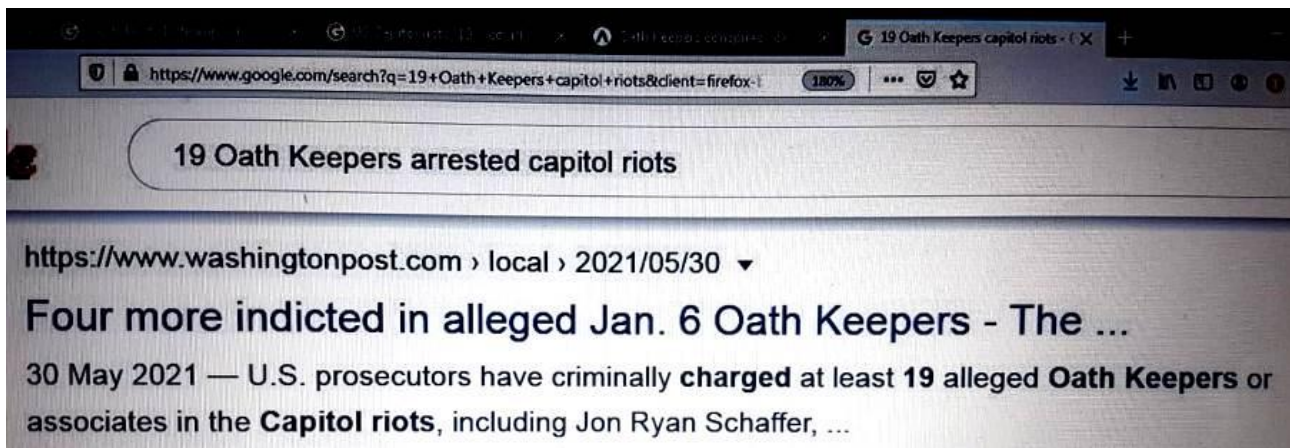 19 Oath Keepers capitol riots - (
https://www.google.com/search?q=19+Oath+Keepers+capitol+riots&client=firefox-
180%
19 Oath Keepers arrested capitol riots
https://www.washingtonpost.com › local › 2021/05/30
Four more indicted in alleged Jan. 6 Oath Keepers - The ...
30 May 2021 — U.S. prosecutors have criminally charged at least 19 alleged Oath Keepers or
associates in the Capitol riots, including Jon Ryan Schaffer, ...